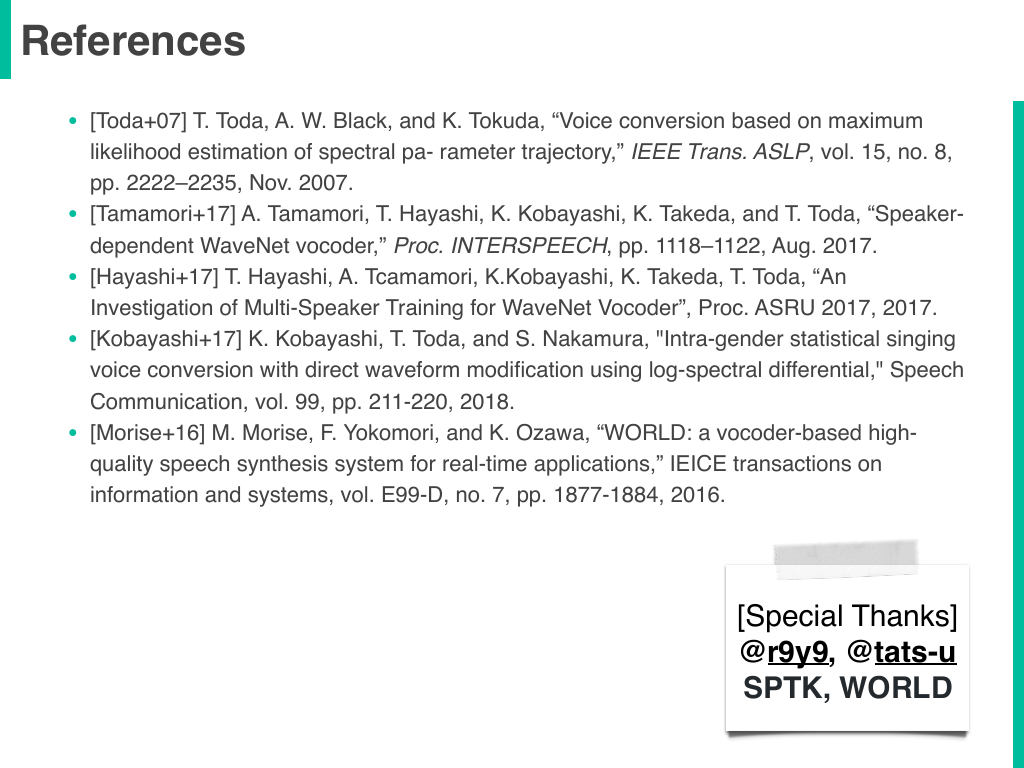 References
• [Toda+07] T. Toda, A. W. Black, and K. Tokuda, “Voice conversion based on maximum
likelihood estimation of spectral pa- rameter trajectory,” IEEE Trans. ASLP, vol. 15, no. 8,
pp. 2222–2235, Nov. 2007.
• [Tamamori+17] A. Tamamori, T. Hayashi, K. Kobayashi, K. Takeda, and T. Toda, “Speaker-
dependent WaveNet vocoder,” Proc. INTERSPEECH, pp. 1118–1122, Aug. 2017.
• [Hayashi+17] T. Hayashi, A. Tcamamori, K.Kobayashi, K. Takeda, T. Toda, “An
Investigation of Multi-Speaker Training for WaveNet Vocoder”, Proc. ASRU 2017, 2017.
• [Kobayashi+17] K. Kobayashi, T. Toda, and S. Nakamura, "Intra-gender statistical singing
voice conversion with direct waveform modification using log-spectral differential," Speech
Communication, vol. 99, pp. 211-220, 2018.
• [Morise+16] M. Morise, F. Yokomori, and K. Ozawa, “WORLD: a vocoder-based high-
quality speech synthesis system for real-time applications,” IEICE transactions on
information and systems, vol. E99-D, no. 7, pp. 1877-1884, 2016.
[Special Thanks]
@r9y9, @tats-u
SPTK, WORLD